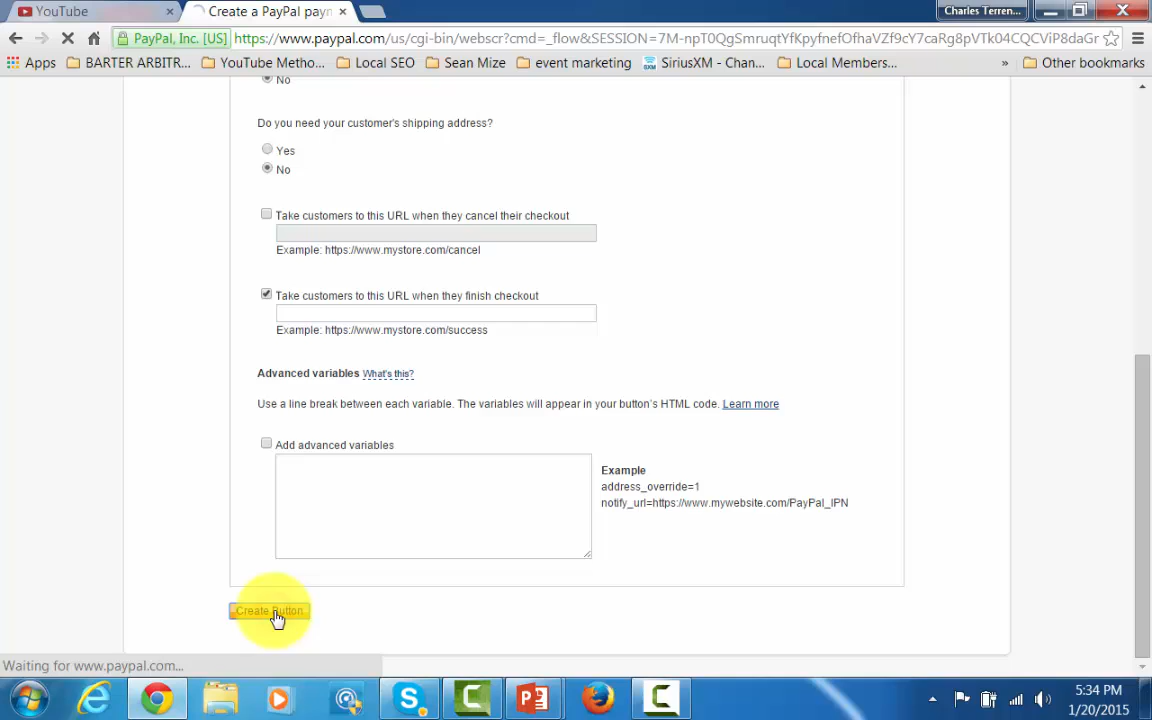 YouTube
Create a PayPal payn
Charles Terren...
PayPal, Inc. [US]
https://www.paypal.com/us/cgi-bin/webscr?cmd=_flow&SESSION=7M-npT0QgSmruqtYfKpyfnefOfhaVZf9cY7caRg8pVTk04CQCViP8daGr
Apps
BARTER ARBITR...
YouTube Metho...
Local SEO
Sean Mize
event marketing
SiriusXM - Chan...
Local Members...
»
Other bookmarks
No
Do you need your customer's shipping address?
Yes
No
Take customers to this URL when they cancel their checkout
Example: https://www.mystore.com/cancel
Take customers to this URL when they finish checkout
Example: https://www.mystore.com/success
Advanced variables What's this?
Use a line break between each variable. The variables will appear in your button's HTML code. Learn more
Add advanced variables
Example
address_override=1
notify_url=https://www.mywebsite.com/PayPal_IPN
Create Button
Waiting for www.paypal.com...
5:34 PM
1/20/2015